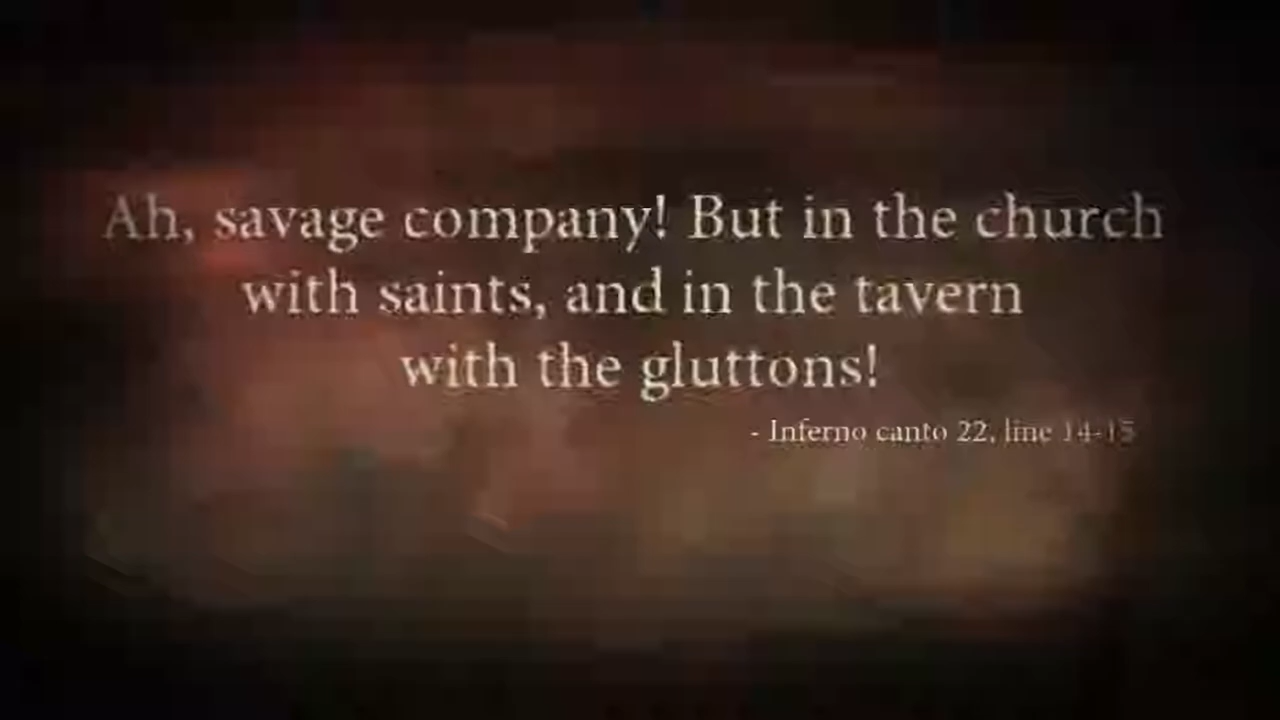 Ah, savage company! But in the church
with saints, and in the tavern
with the gluttons!
- Inferno canto 22, line 14-15